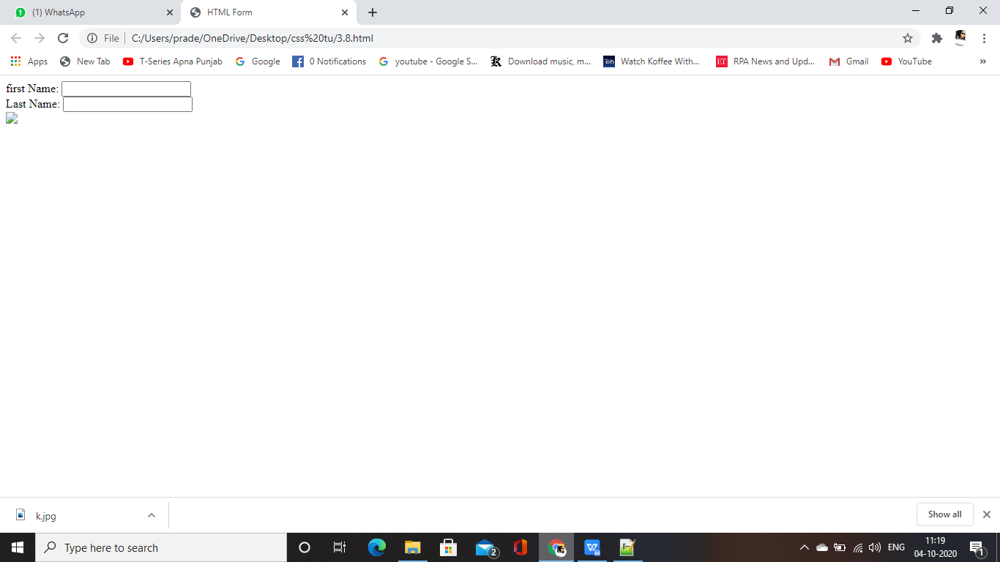 (1) WhatsApp
HTML Form
File
C:/Users/prade/OneDrive/Desktop/css%20tu/3.8.html
Apps
New Tab
T-Series Apna Punjab
Google
0 Notifications
youtube - Google S...
Download music, m...
Watch Koffee With...
ET
RPA News and Upd...
Gmail
YouTube
first Name:
Last Name:
k.jpg
Show all
Type here to search
2
ENG
11:19
04-10-2020
1